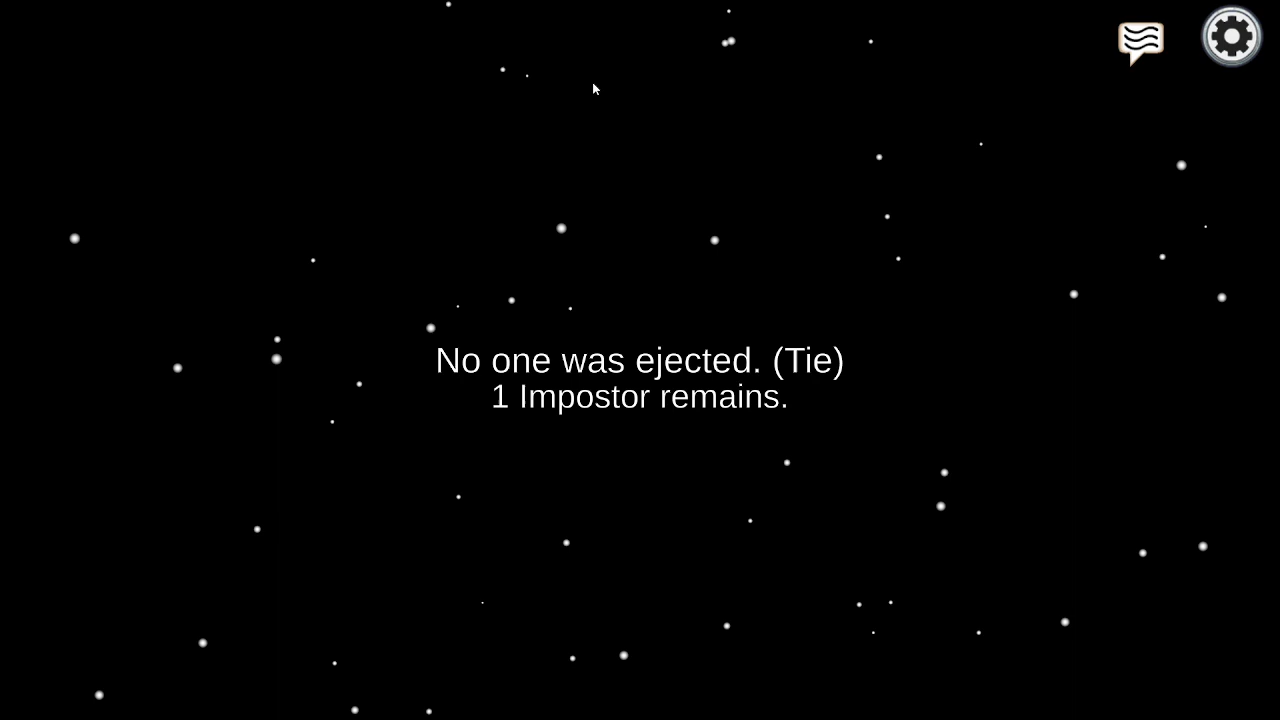 No one was ejected. (Tie)
1 Impostor remains.